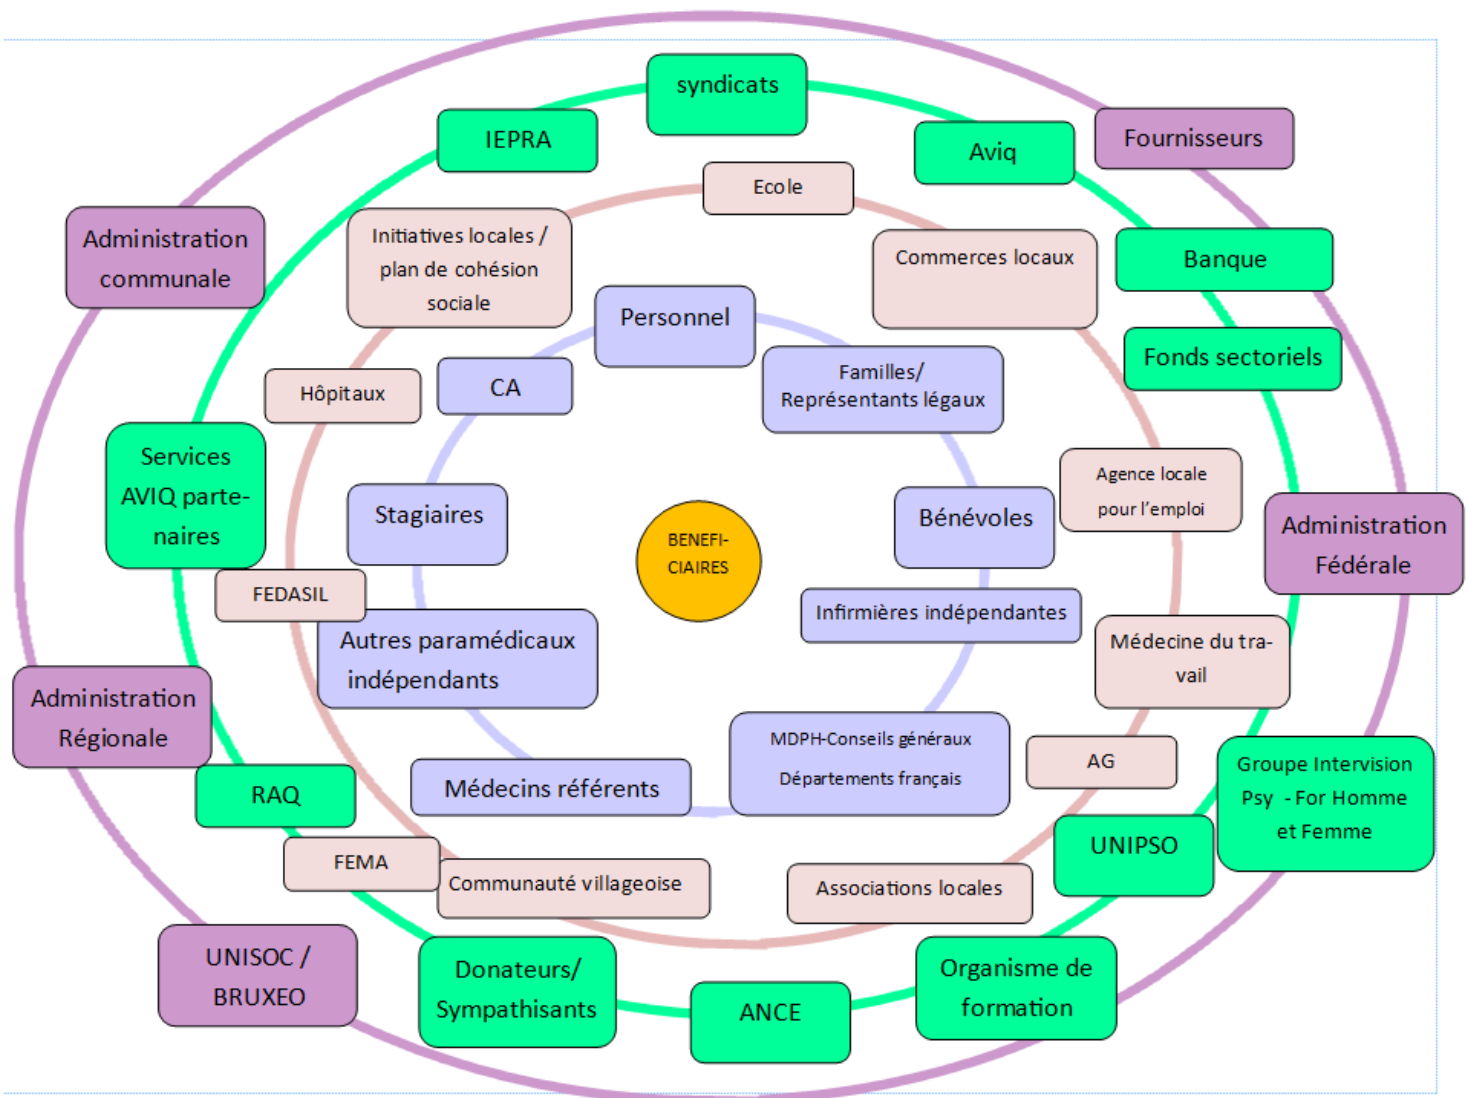 syndicats
IEPRA
Aviq
Fournisseurs
Ecole
Administration
communale
Initiatives locales /
plan de cohésion
sociale
Commerces locaux
Banque
Personnel
Fonds sectoriels
Familles/
Représentants légaux
CA
Hôpitaux
Services
AVIQ parte-
naires
Agence locale
pour l'emploi
Stagiaires
Bénévoles
Administration
Fédérale
BENEFI-
CIAIRES
FEDASIL
Infirmières indépendantes
Autres paramédicaux
indépendants
Médecine du tra-
vail
Administration
Régionale
MDPH-Conseils généraux
Départements français
AG
Groupe Intervision
Psy - For Homme
et Femme
RAQ
Médecins référents
UNIPSO
FEMA
Communauté villageoise
Associations locales
UNISOC /
BRUXEO
Donateurs/
Sympathisants
ANCE
Organisme de
formation